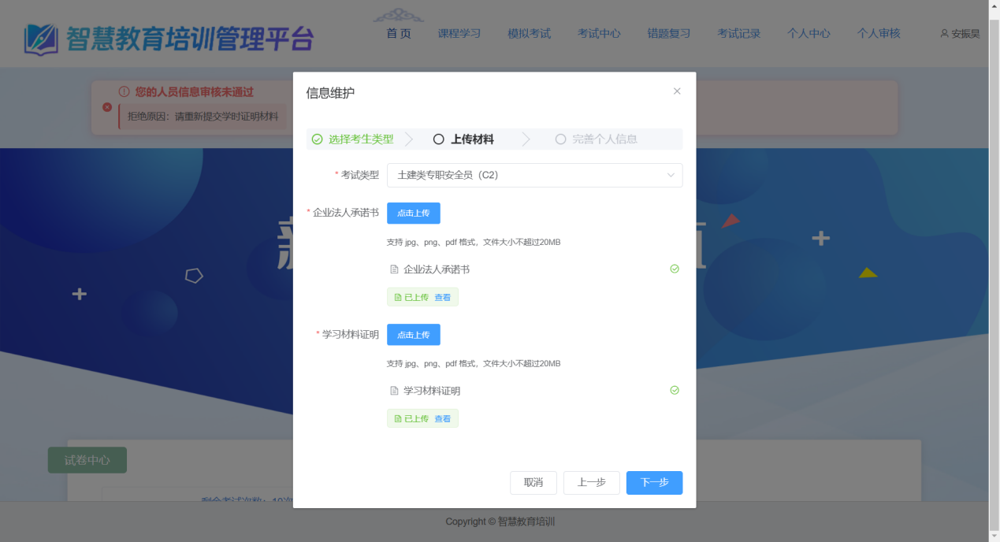 智慧教育培训管理平台
首 页 课程学习 模拟考试 考试中心 错题复习 考试记录 个人中心 个人审核 安振昊
您的人员信息审核未通过
拒绝原因：请重新提交学时证明材料
信息维护
选择考生类型 上传材料 完善个人信息
* 考试类型 土建类专职安全员（C2）
* 企业法人承诺书 点击上传
支持 jpg、png、pdf 格式，文件大小不超过20MB
企业法人承诺书
已上传 查看
* 学习材料证明 点击上传
支持 jpg、png、pdf 格式，文件大小不超过20MB
学习材料证明
已上传 查看
试卷中心
取消 上一步 下一步
剩余考试次数：10次
Copyright © 智慧教育培训